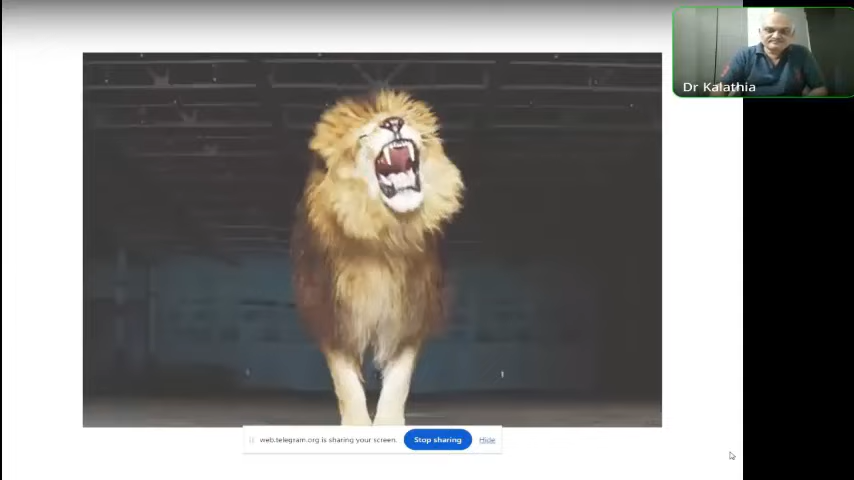 Dr Kalathia
web.telegram.org is sharing your screen. Stop sharing Hide